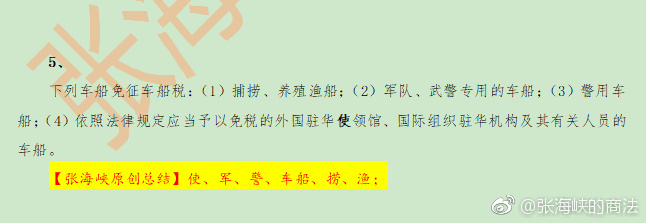 张海
5、
下列车船免征车船税：（1）捕捞、养殖渔船；（2）军队、武警专用的车船；（3）警用车
船；（4）依照法律规定应当予以免税的外国驻华使领馆、国际组织驻华机构及其有关人员的
车船。
【张海峡原创总结】使、军、警、车船、捞、渔；
@张海峡的商法